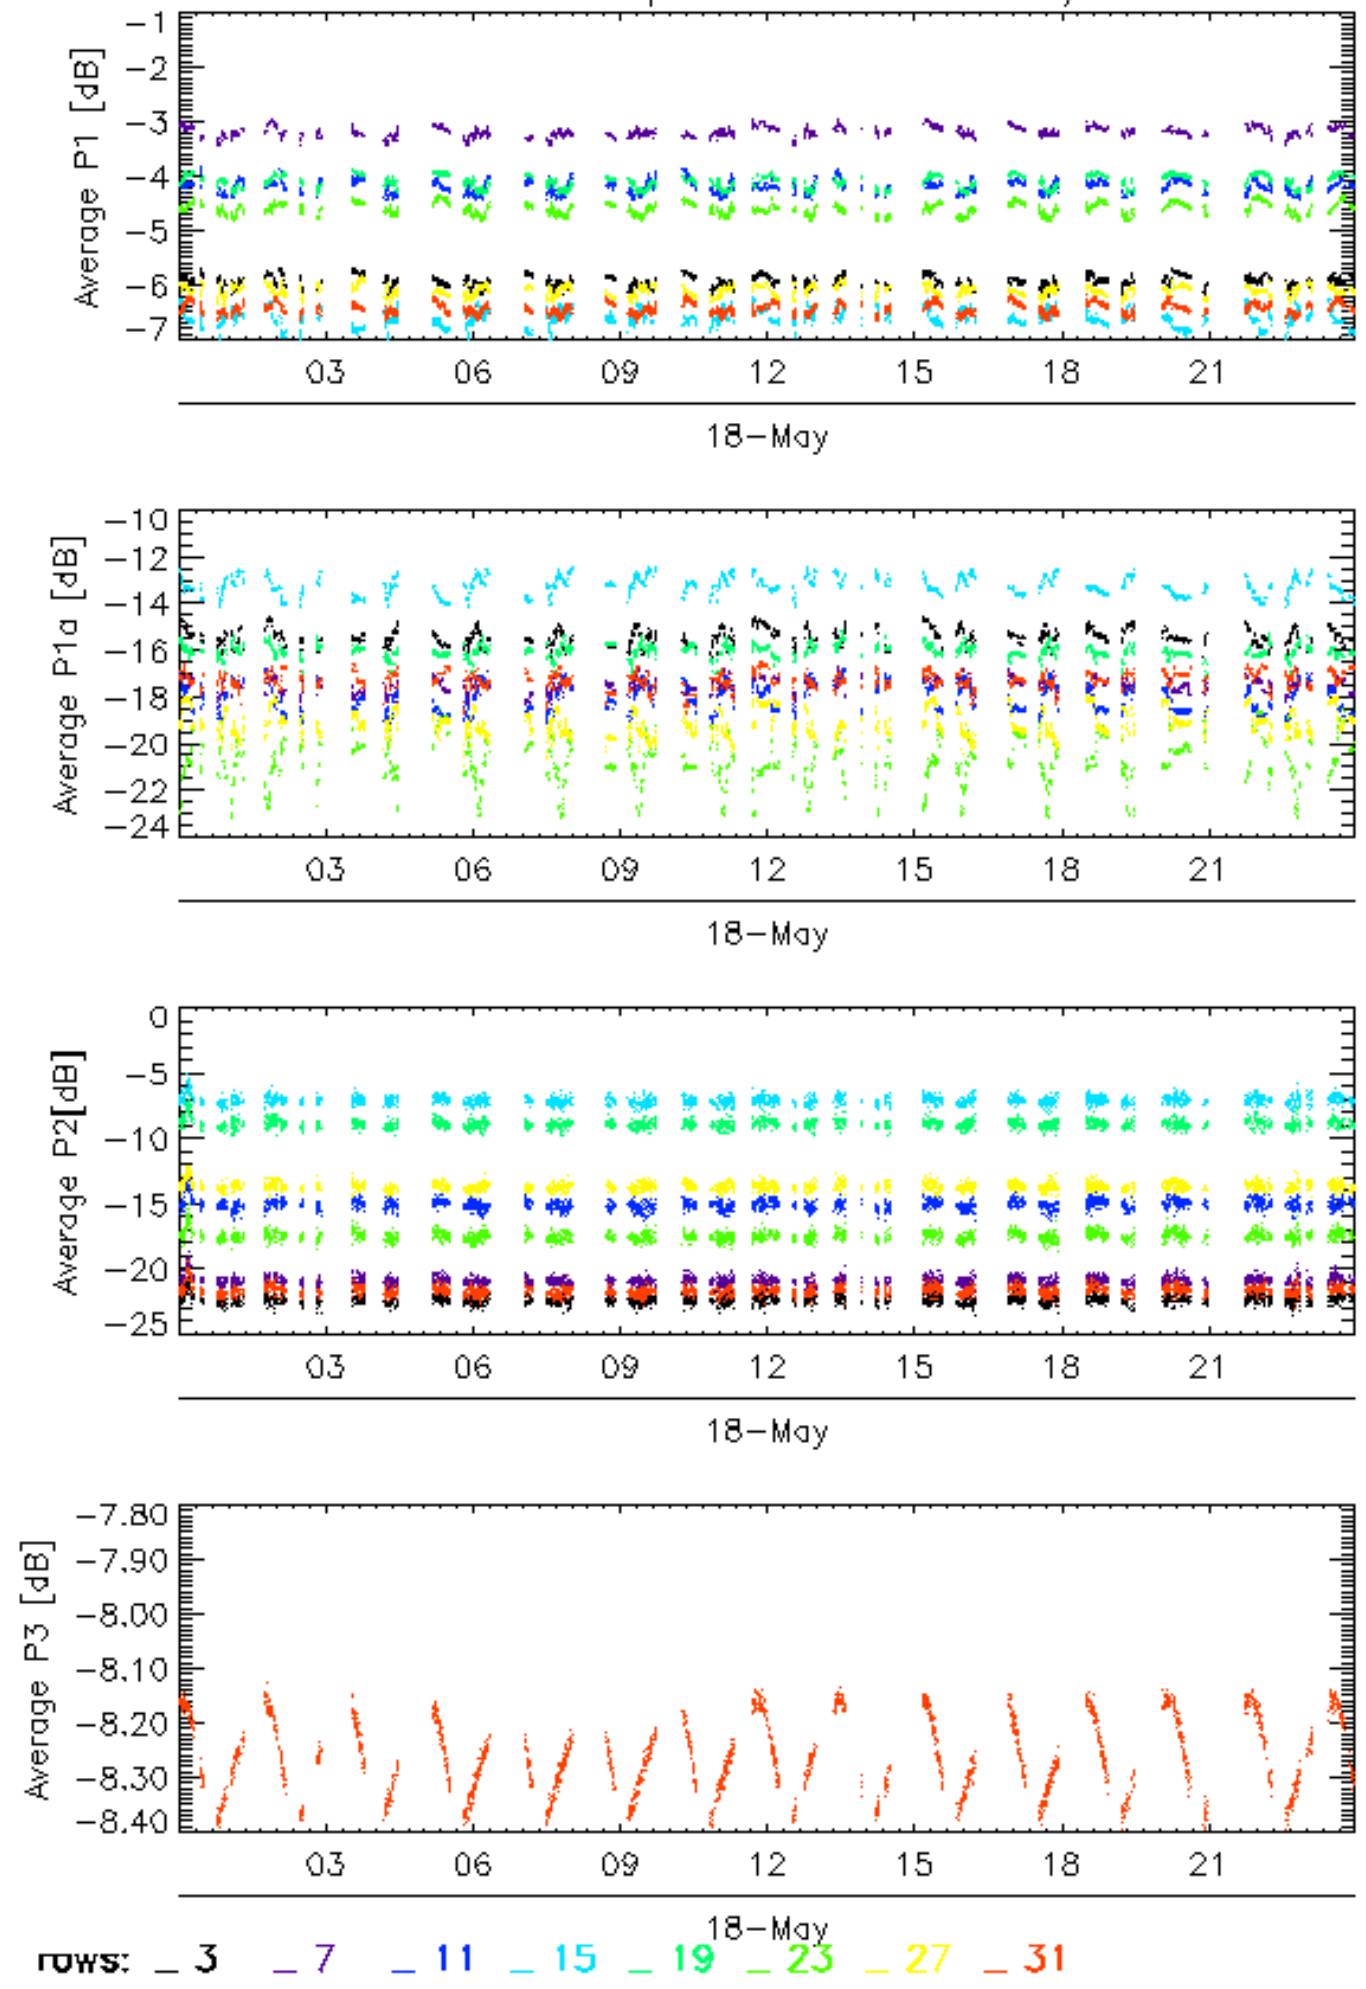 Average P1 [dB]
-1
-2
-3
-4
-5
-6
-7
03 06 09 12 15 18 21
18-May
Average P1a [dB]
-10
-12
-14
-16
-18
-20
-22
-24
03 06 09 12 15 18 21
18-May
Average P2[dB]
0
-5
-10
-15
-20
-25
03 06 09 12 15 18 21
18-May
Average P3 [dB]
-7.80
-7.90
-8.00
-8.10
-8.20
-8.30
-8.40
03 06 09 12 15 18 21
18-May
rows: _ 3 _ 7 _ 11 _ 15 _ 19 _ 23 _ 27 _ 31